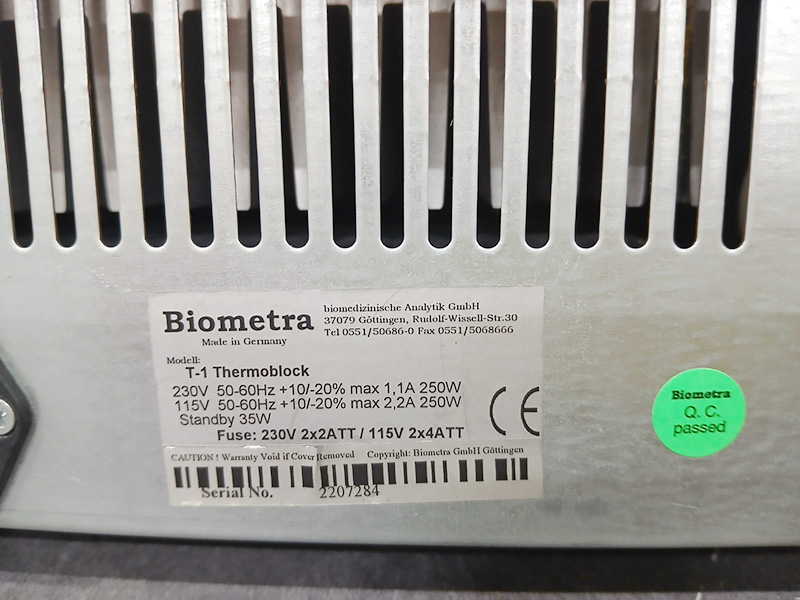 Biometra
Made in Germany
biomedizinische Analytik GmbH
37079 Göttingen, Rudolf-Wissell-Str.30
Tel 0551/50686-0 Fax 0551/5068666
Modell:
T-1 Thermoblock
230V 50-60Hz +10/-20% max 1,1A 250W
115V 50-60Hz +10/-20% max 2,2A 250W
Standby 35W
Fuse: 230V 2x2ATT / 115V 2x4ATT
CE
CAUTION ! Warranty Void if Cover Removed Copyright: Biometra GmbH Göttingen
Serial No. 2207284
Biometra
Q. C.
passed